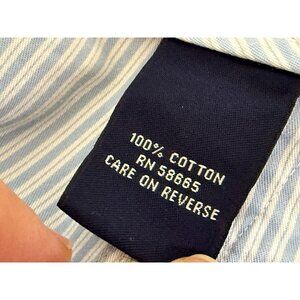 100% COTTON
RN 58665
CARE ON REVERSE